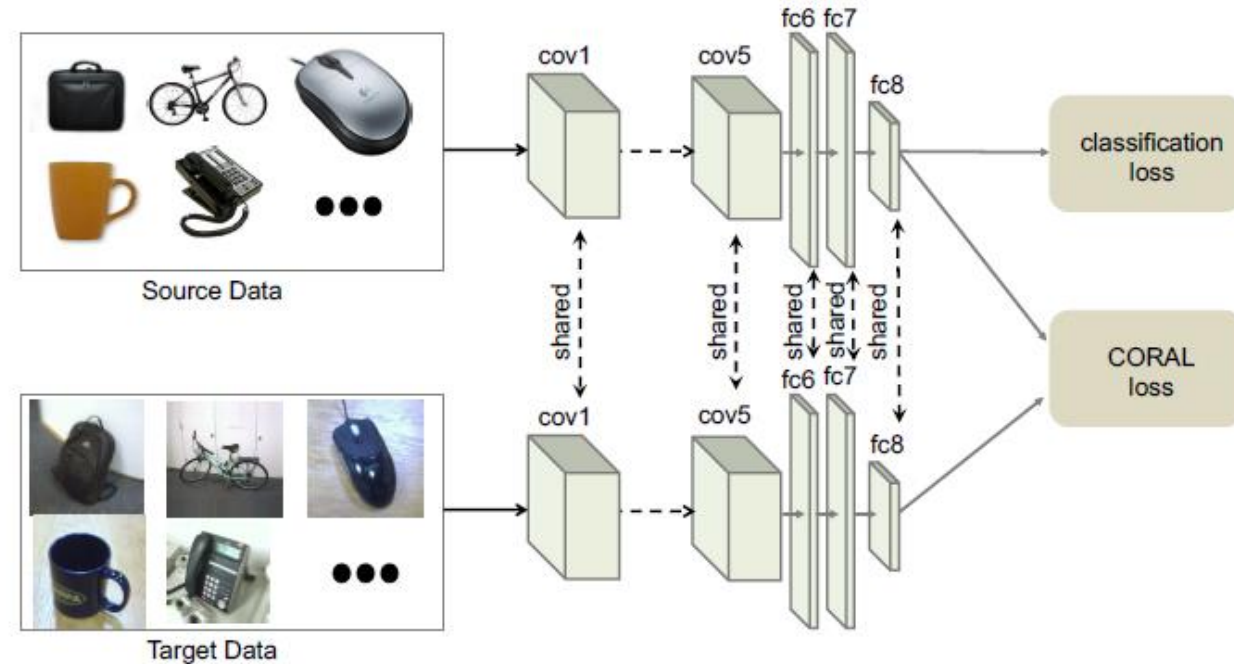 fc6 fc7
cov1
cov5
fc8
classification
loss
Source Data
shared
shared
shared
shared
shared
CORAL
loss
fc6 fc7
cov1
cov5
fc8
Target Data